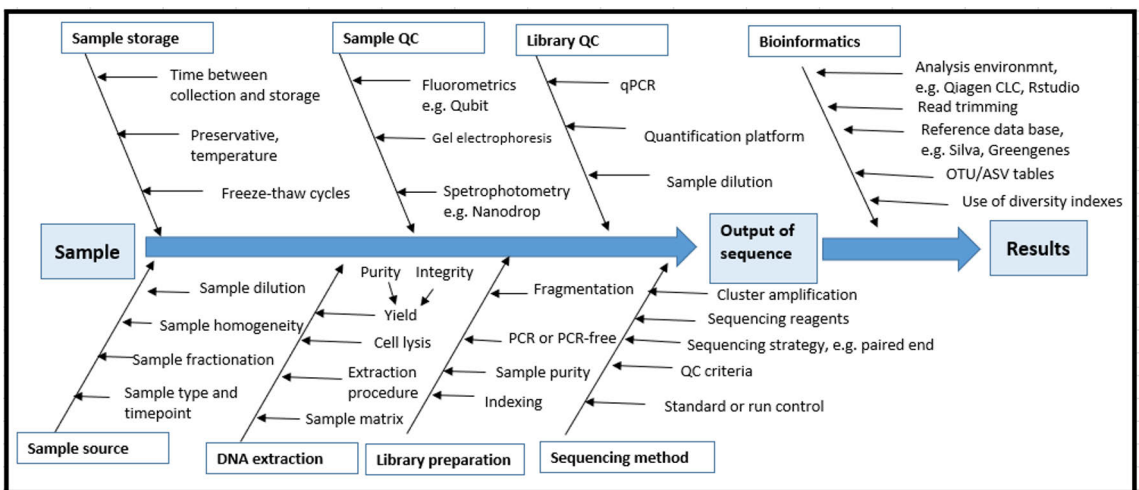 Sample storage
Time between
collection and storage
Preservative,
temperature
Freeze-thaw cycles
Sample QC
Fluorometrics
e.g. Qubit
Gel electrophoresis
Spetrophotometry
e.g. Nanodrop
Library QC
qPCR
Quantification platform
Sample dilution
Bioinformatics
Analysis environmnt,
e.g. Qiagen CLC, Rstudio
Read trimming
Reference data base,
e.g. Silva, Greengenes
OTU/ASV tables
Use of diversity indexes
Sample
Output of
sequence
Results
Sample dilution
Sample homogeneity
Sample fractionation
Sample type and
timepoint
Sample source
Purity
Integrity
Yield
Cell lysis
Extraction
procedure
Sample matrix
DNA extraction
Fragmentation
PCR or PCR-free
Sample purity
Indexing
Library preparation
Cluster amplification
Sequencing reagents
Sequencing strategy, e.g. paired end
QC criteria
Standard or run control
Sequencing method